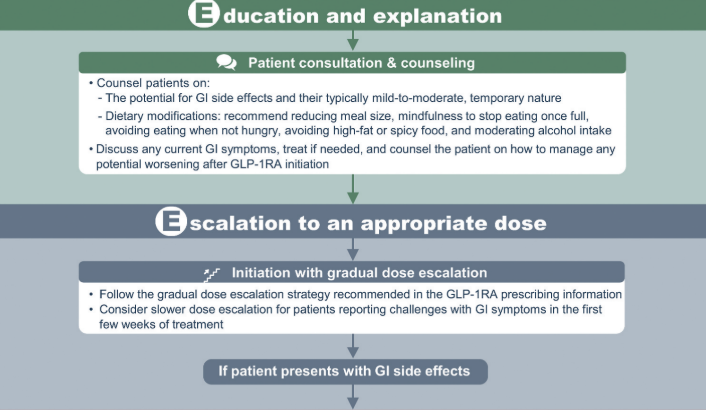 Education and explanation
Patient consultation & counseling
• Counsel patients on:
- The potential for GI side effects and their typically mild-to-moderate, temporary nature
- Dietary modifications: recommend reducing meal size, mindfulness to stop eating once full,
avoiding eating when not hungry, avoiding high-fat or spicy food, and moderating alcohol intake
• Discuss any current GI symptoms, treat if needed, and counsel the patient on how to manage any
potential worsening after GLP-1RA initiation
Escalation to an appropriate dose
Initiation with gradual dose escalation
• Follow the gradual dose escalation strategy recommended in the GLP-1RA prescribing information
• Consider slower dose escalation for patients reporting challenges with GI symptoms in the first
few weeks of treatment
If patient presents with GI side effects